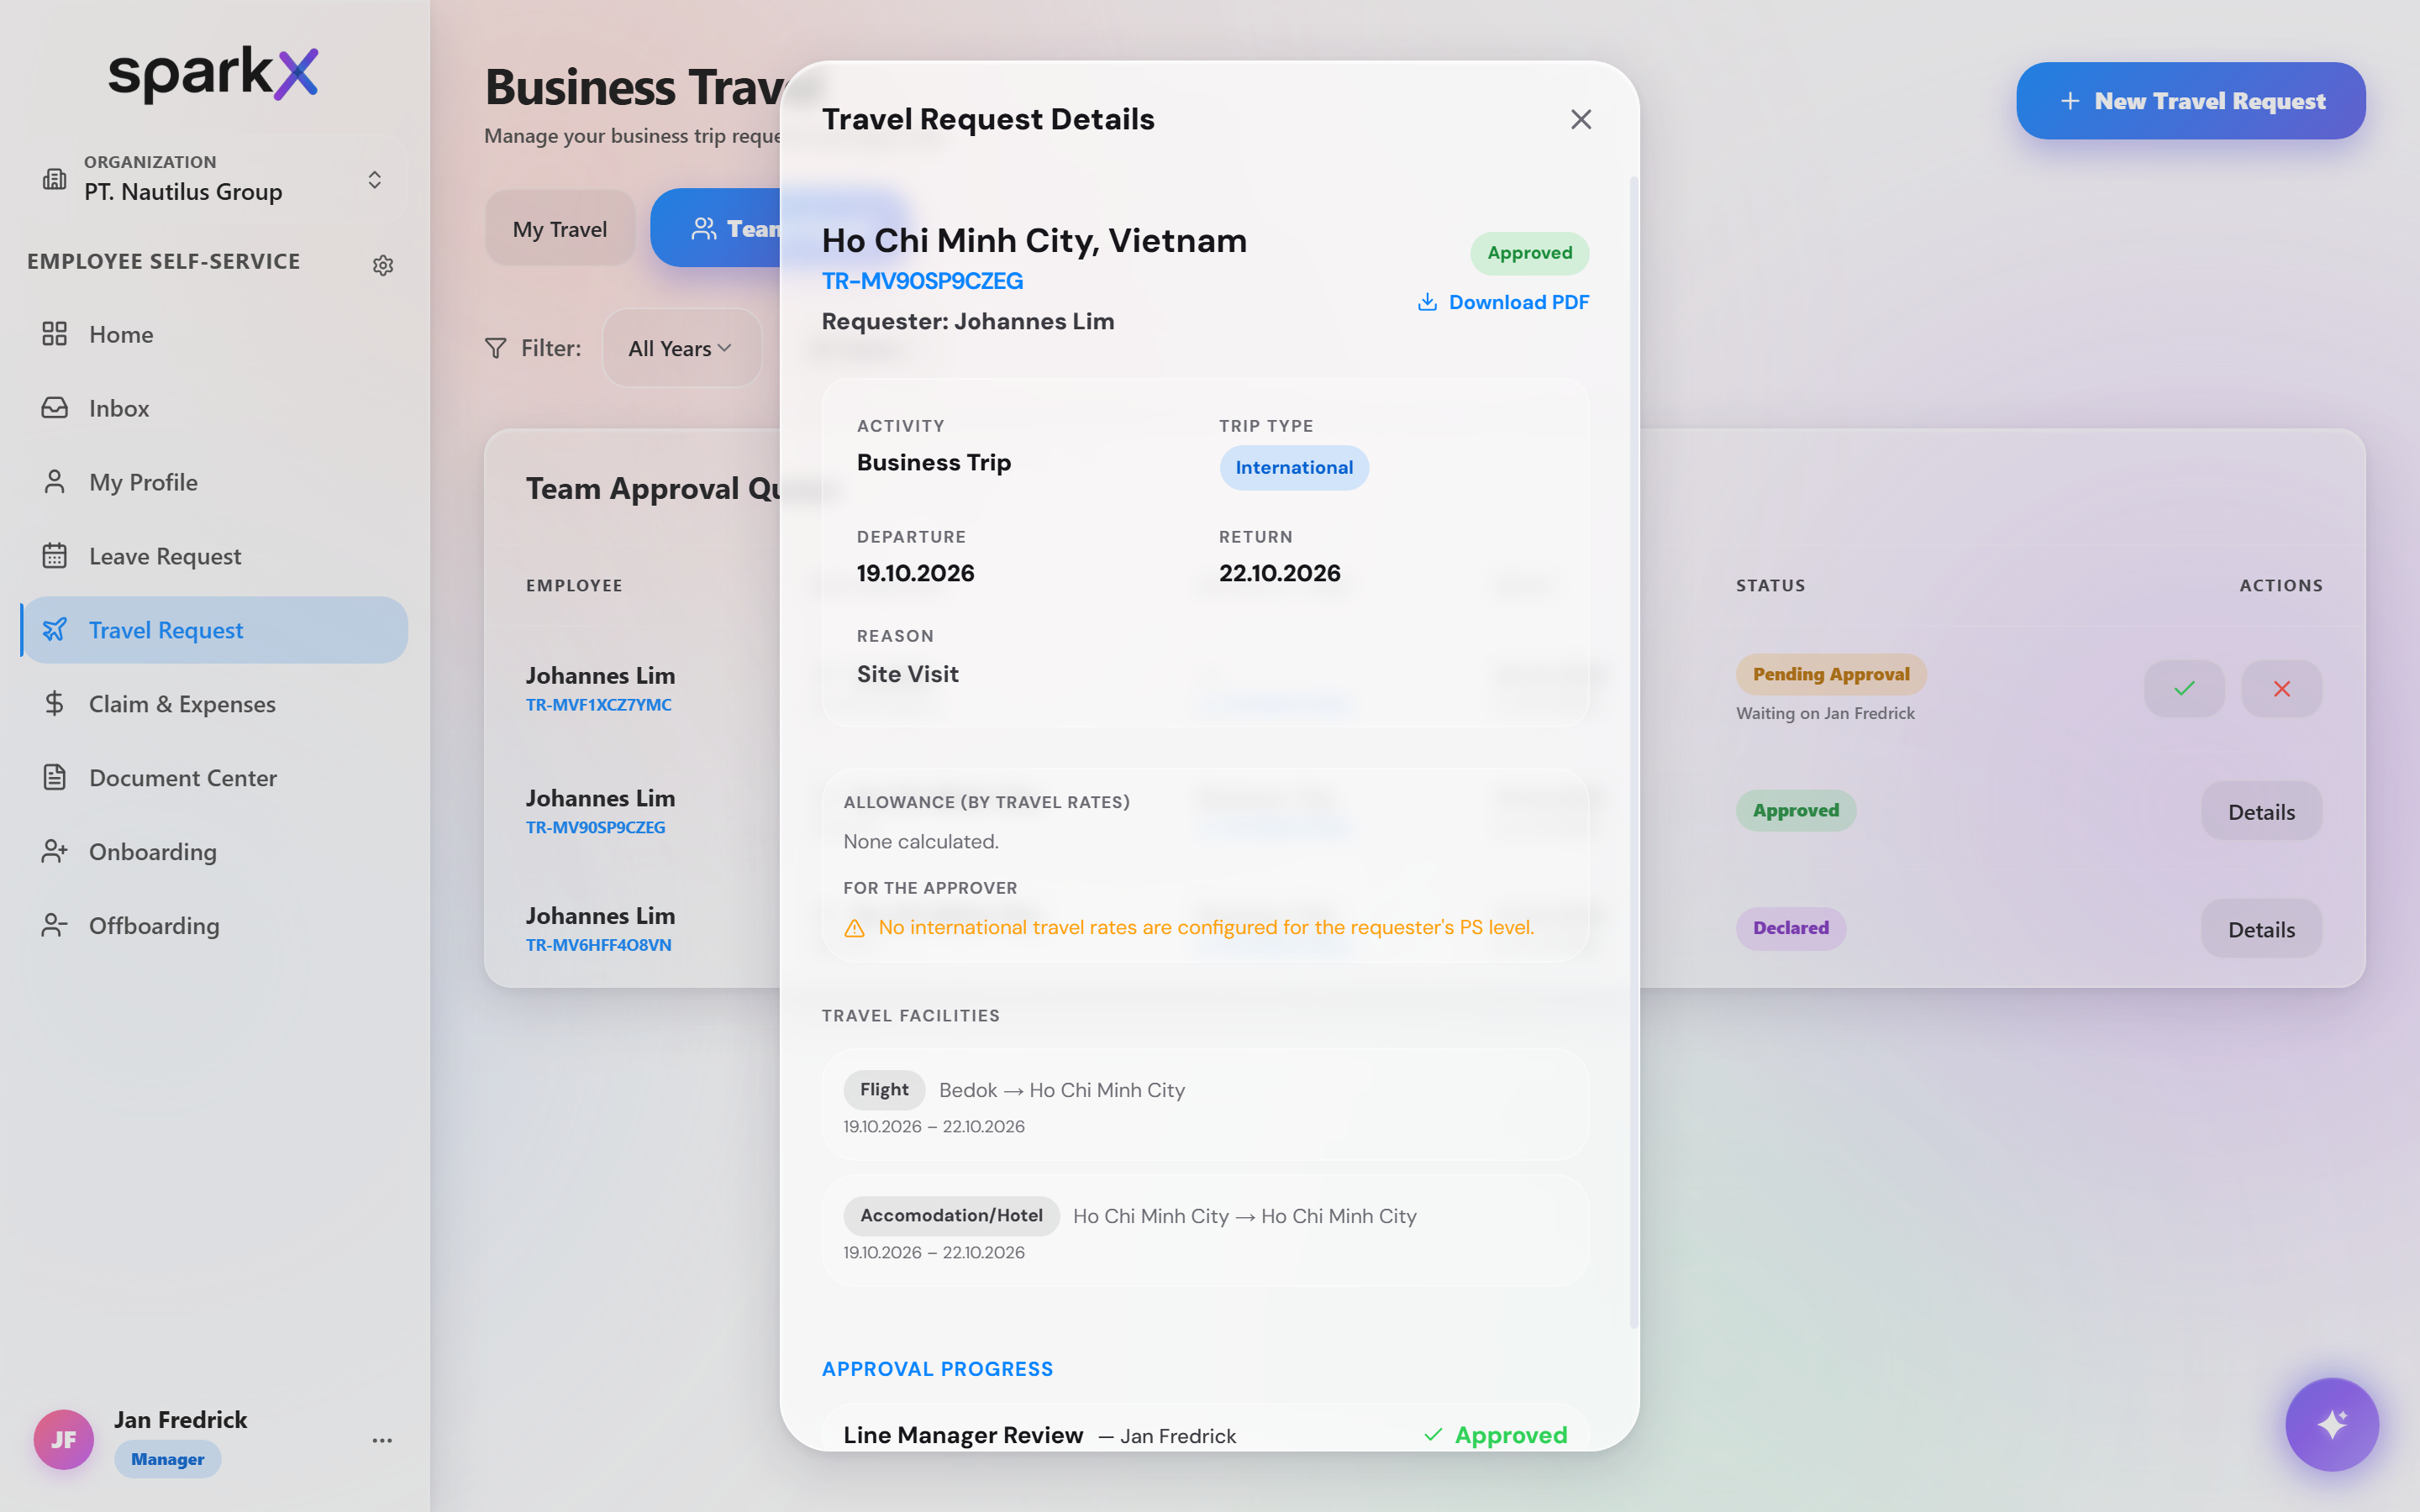 sparkX
ORGANIZATION
PT. Nautilus Group
EMPLOYEE SELF-SERVICE
Home
Inbox
My Profile
Leave Request
Travel Request
Claim & Expenses
Document Center
Onboarding
Offboarding
JF
Jan Fredrick
Manager
Business Trav
Manage your business trip reque
New Travel Request
My Travel
Team
Filter:
All Years
Team Approval Qu
EMPLOYEE
STATUS
ACTIONS
Johannes Lim
TR-MVF1XCZ7YMC
Pending Approval
Waiting on Jan Fredrick
Johannes Lim
TR-MV90SP9CZEG
Approved
Details
Johannes Lim
TR-MV6HFF4O8VN
Declared
Details
Travel Request Details
Ho Chi Minh City, Vietnam
TR-MV90SP9CZEG
Requester: Johannes Lim
Approved
Download PDF
ACTIVITY
Business Trip
TRIP TYPE
International
DEPARTURE
19.10.2026
RETURN
22.10.2026
REASON
Site Visit
ALLOWANCE (BY TRAVEL RATES)
None calculated.
FOR THE APPROVER
No international travel rates are configured for the requester's PS level.
TRAVEL FACILITIES
Flight Bedok → Ho Chi Minh City
19.10.2026 – 22.10.2026
Accomodation/Hotel Ho Chi Minh City → Ho Chi Minh City
19.10.2026 – 22.10.2026
APPROVAL PROGRESS
Line Manager Review — Jan Fredrick
Approved